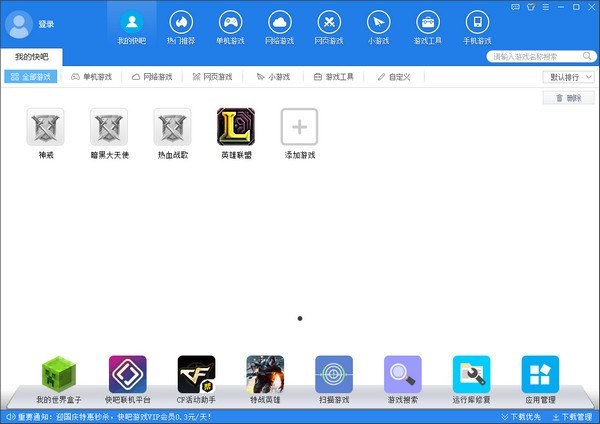 登录
我的快吧
热门推荐
单机游戏
网络游戏
网页游戏
小游戏
游戏工具
手机游戏
我的快吧
请输入游戏名称搜索
全部游戏
单机游戏
网络游戏
网页游戏
小游戏
游戏工具
自定义
默认排行
删除
神戒
暗黑大天使
热血战歌
L
英雄联盟
添加游戏
CF
我的世界盒子
快吧联机平台
CF活动助手
特战英雄
扫描游戏
游戏搜索
运行库修复
应用管理
重要通知：迎国庆特惠秒杀，快吧游戏VIP会员0.3元/天！
下载优先
下载管理